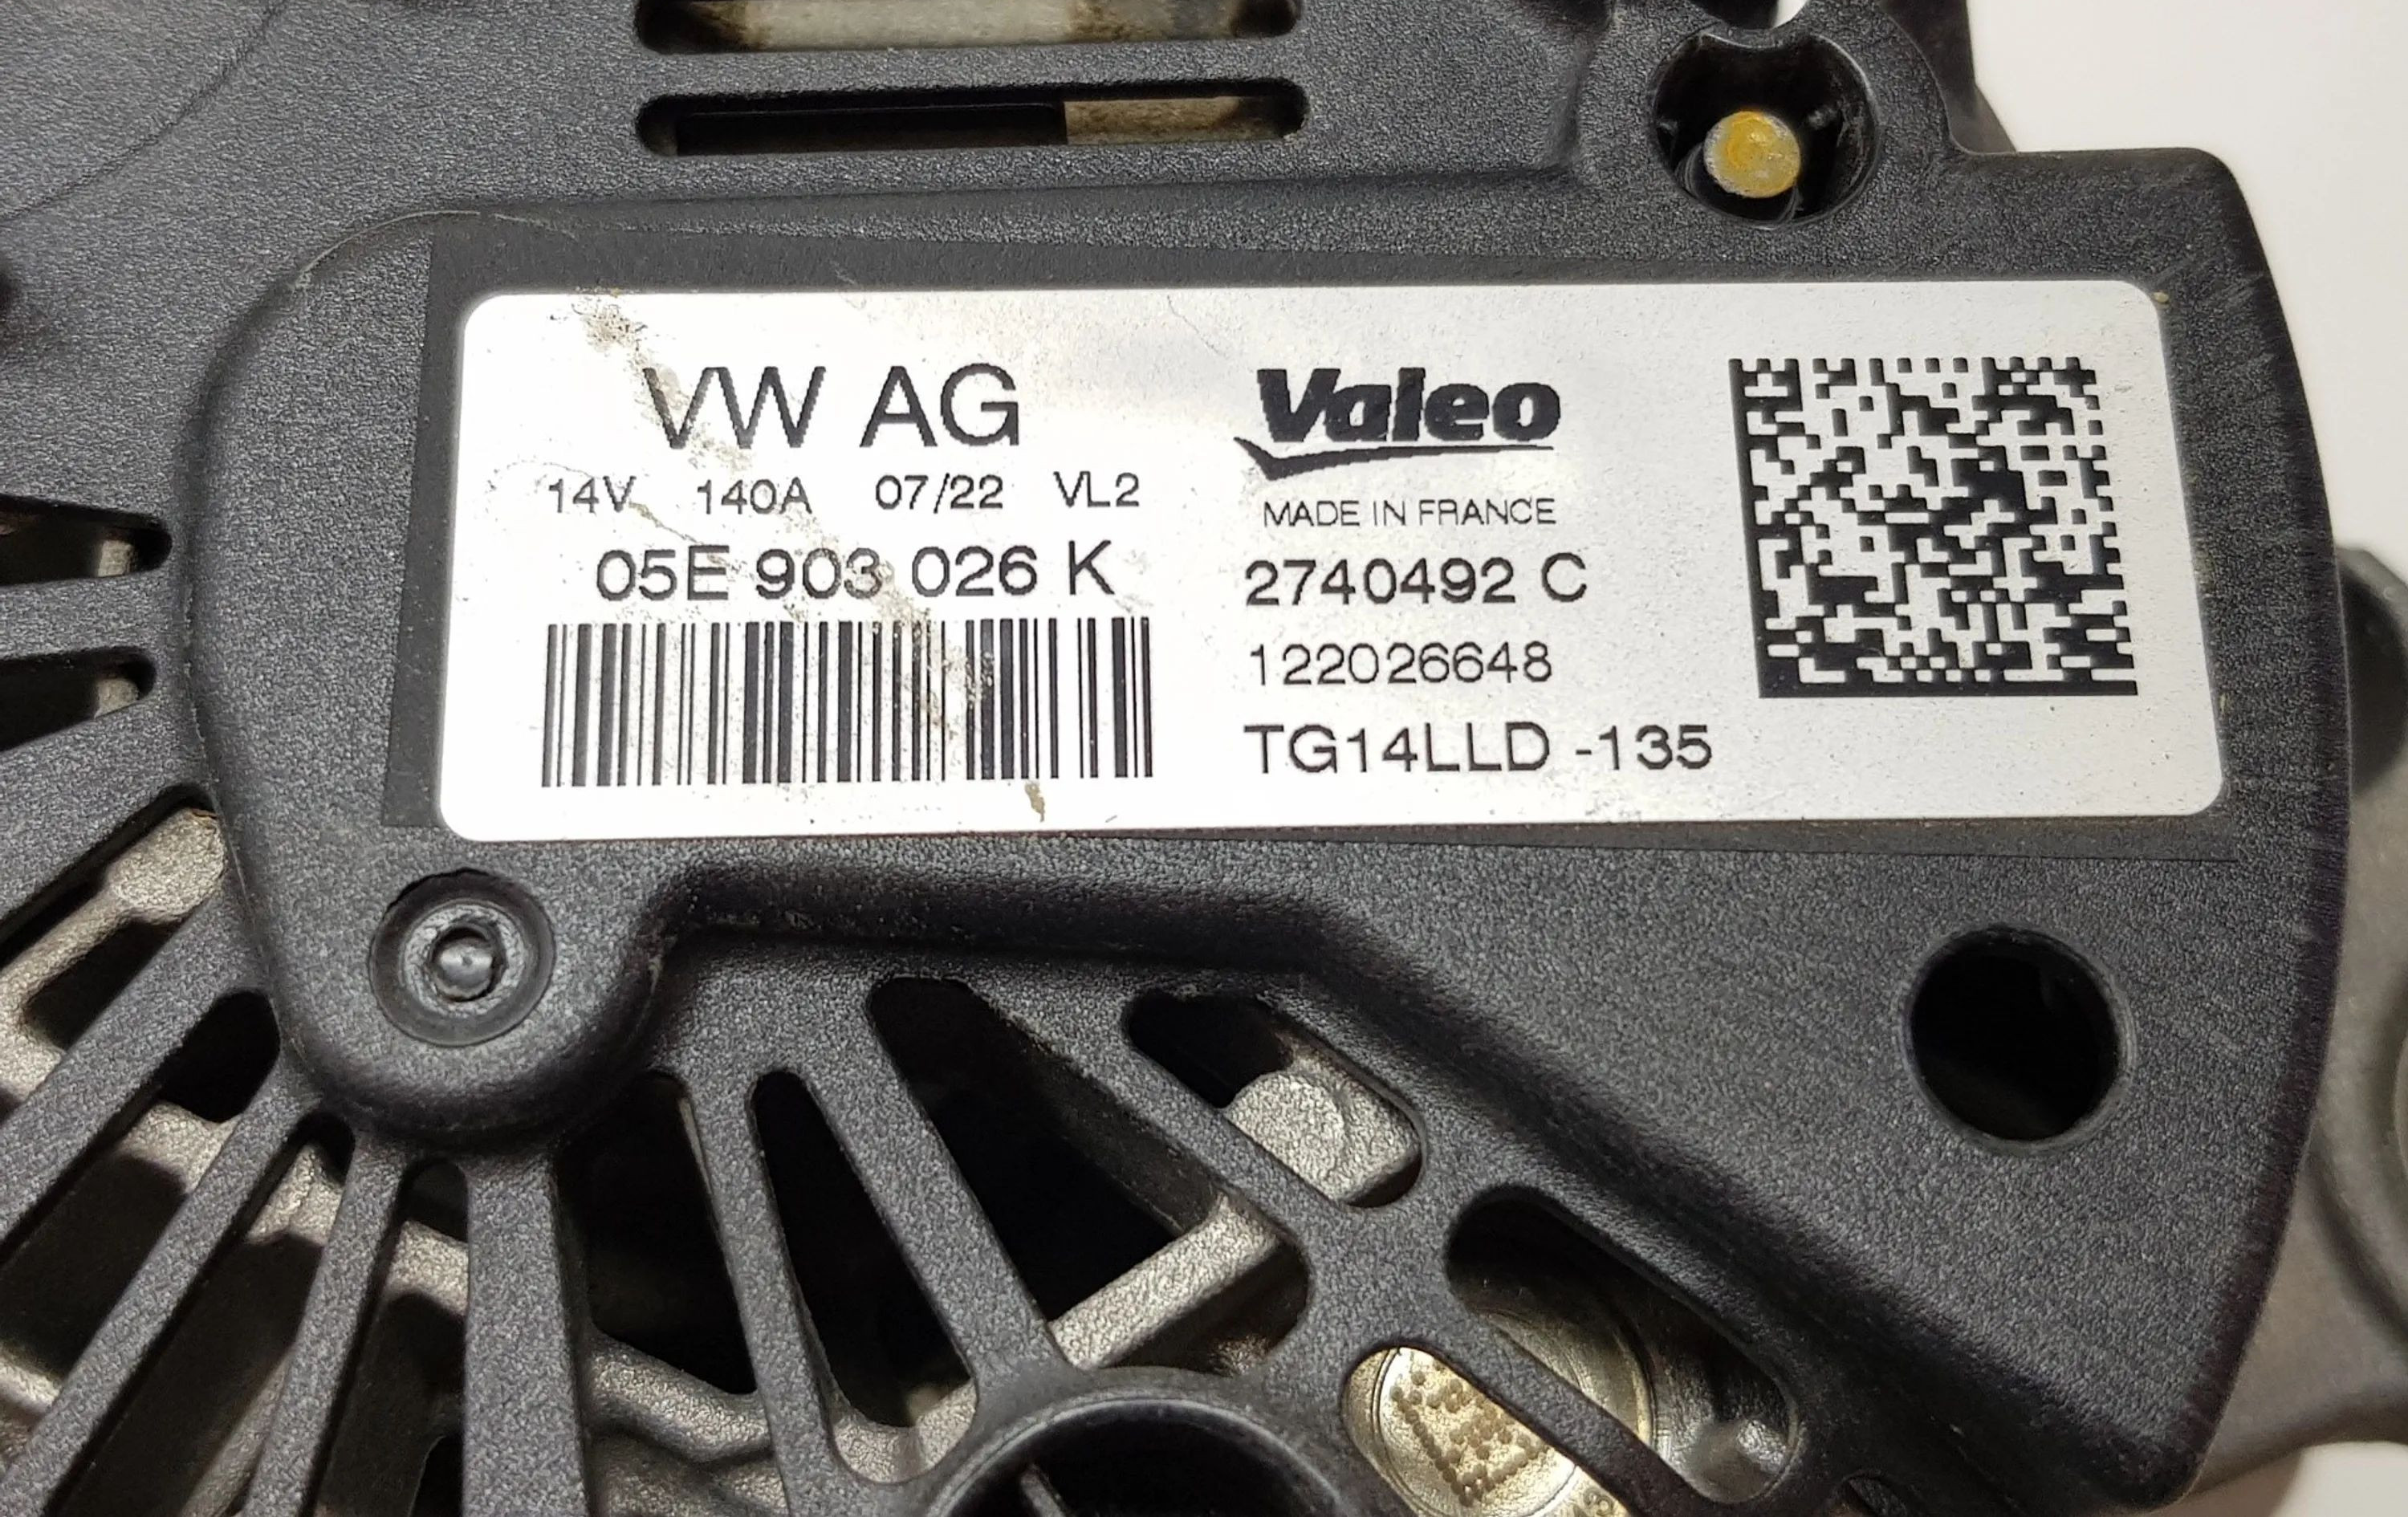 VW AG
14V 140A 07/22 VL2
05E 903 026 K
Valeo
MADE IN FRANCE
2740492 C
122026648
TG14LLD -135